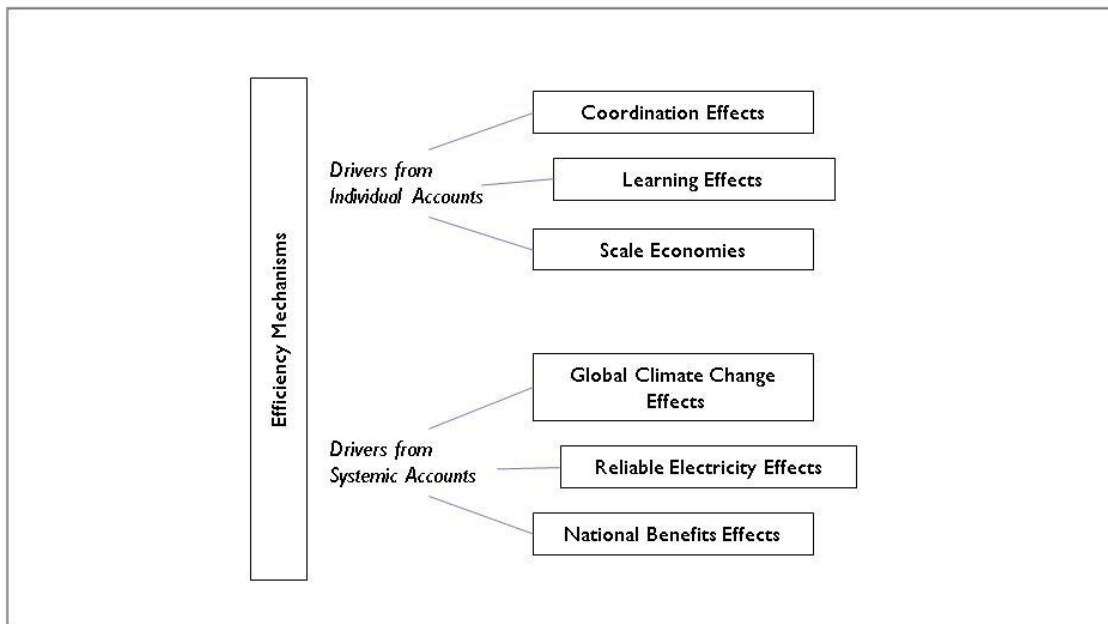 Efficiency Mechanisms
Drivers from
Individual Accounts
Coordination Effects
Learning Effects
Scale Economies
Drivers from
Systemic Accounts
Global Climate Change
Effects
Reliable Electricity Effects
National Benefits Effects